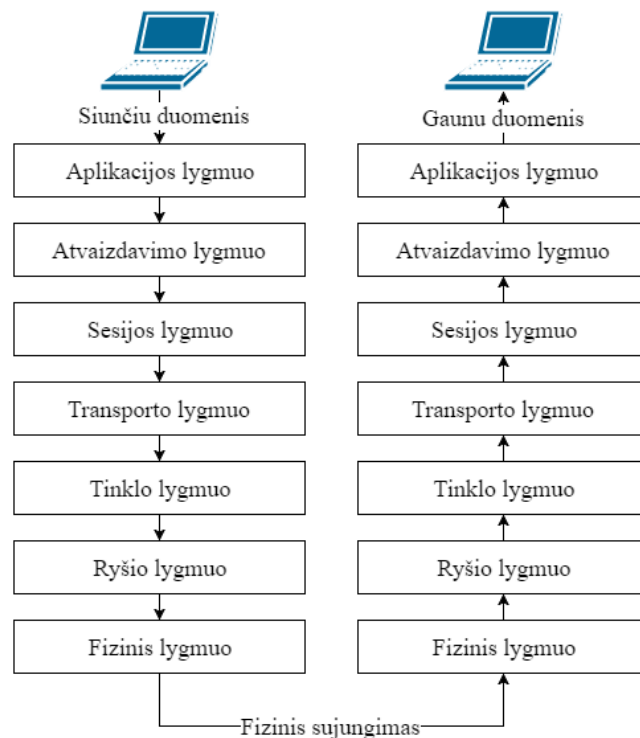 Siunčiu duomenis
Aplikacijos lygmuo
Atvaizdavimo lygmuo
Sesijos lygmuo
Transporto lygmuo
Tinklo lygmuo
Ryšio lygmuo
Fizinis lygmuo
Gaunu duomenis
Aplikacijos lygmuo
Atvaizdavimo lygmuo
Sesijos lygmuo
Transporto lygmuo
Tinklo lygmuo
Ryšio lygmuo
Fizinis lygmuo
Fizinis sujungimas